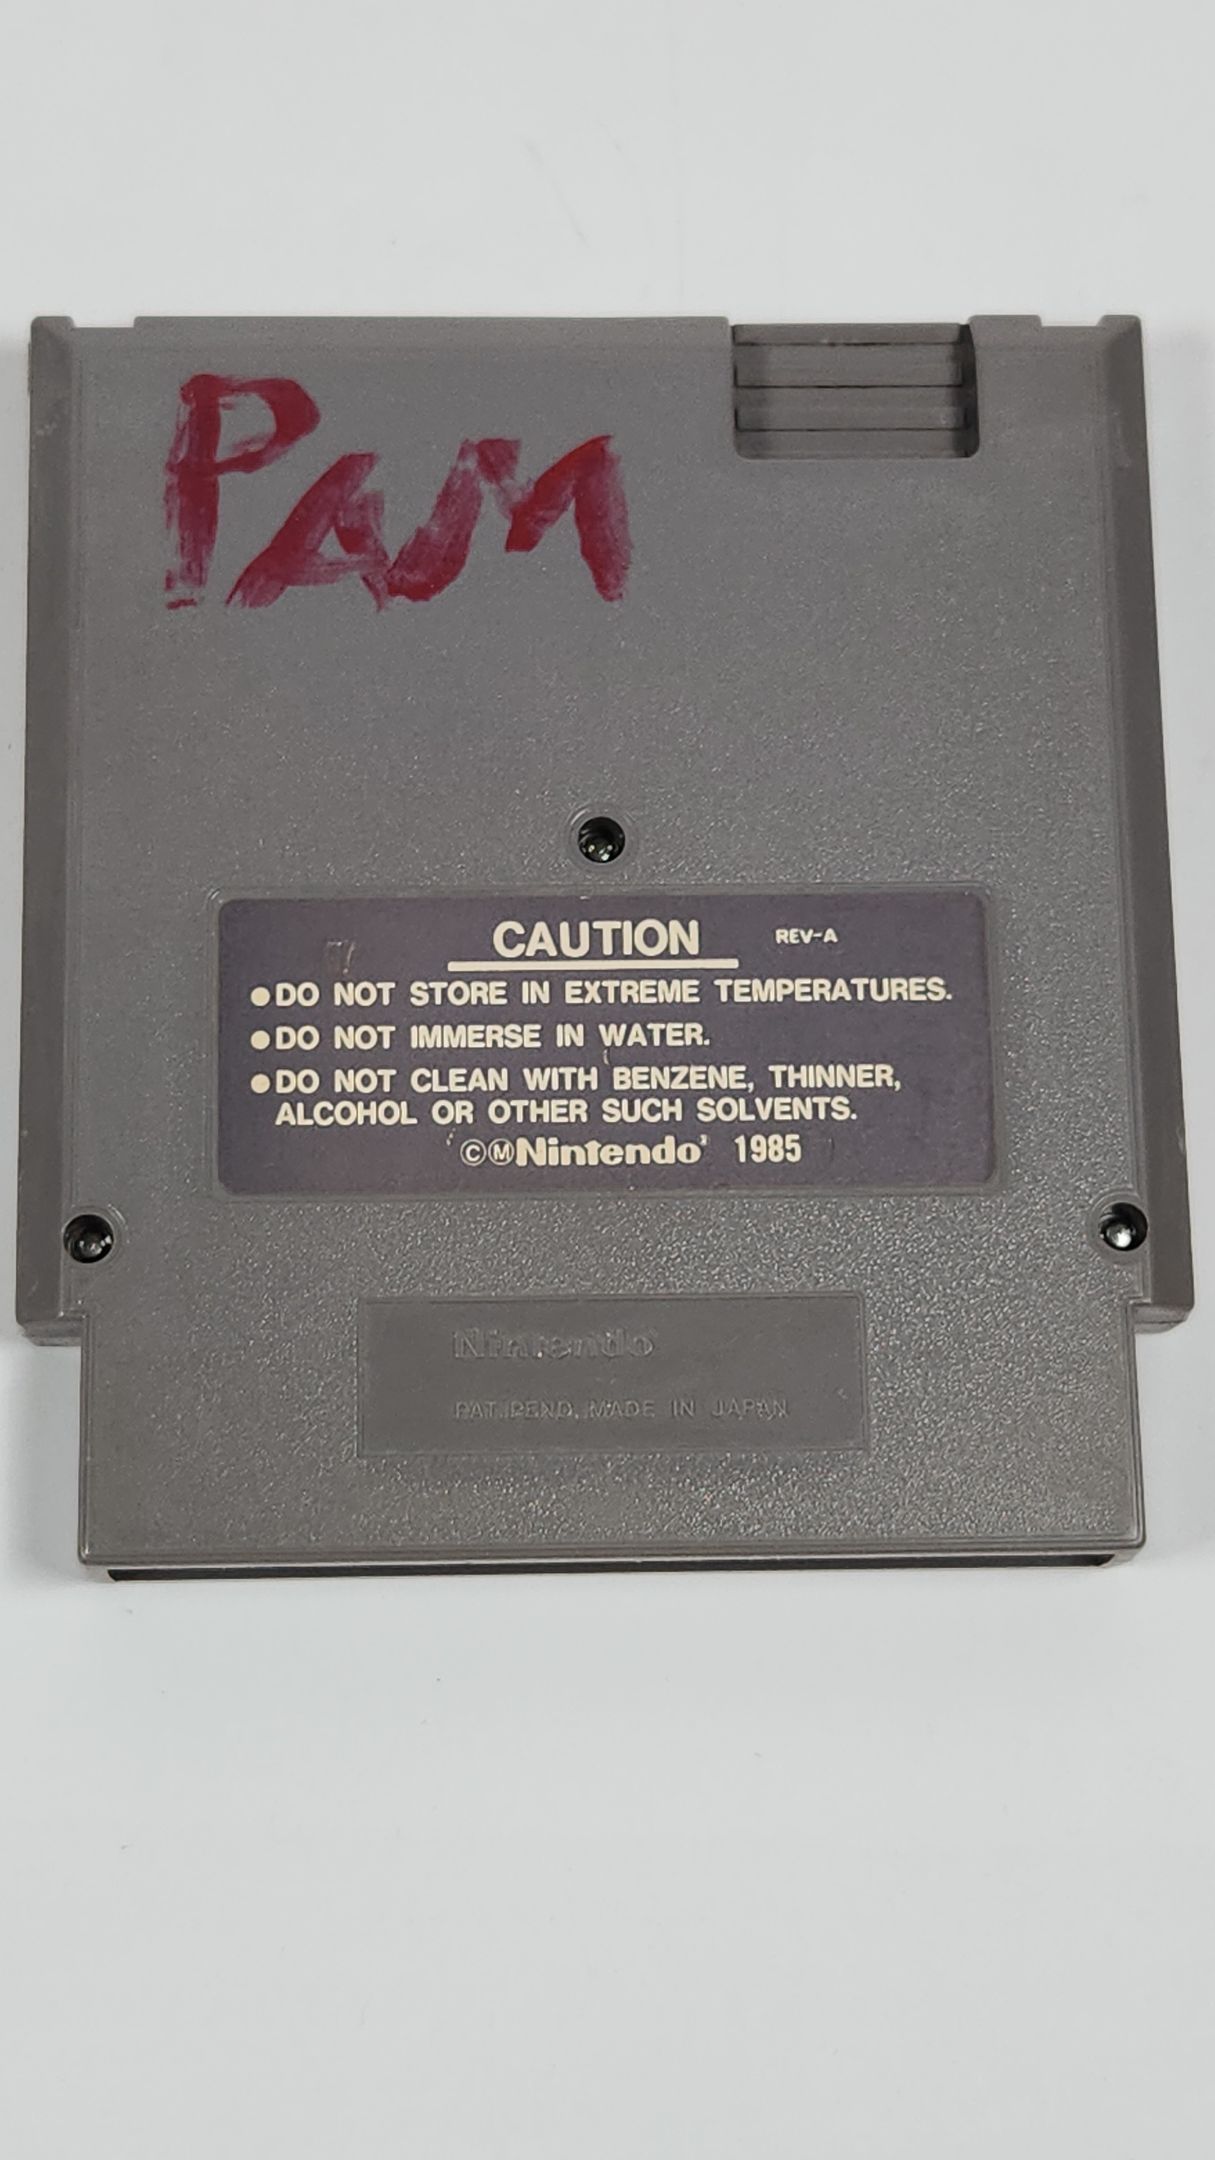 PAM
CAUTION REV-A
●DO NOT STORE IN EXTREME TEMPERATURES.
●DO NOT IMMERSE IN WATER.
●DO NOT CLEAN WITH BENZENE, THINNER,
ALCOHOL OR OTHER SUCH SOLVENTS.
©ⓂNintendo® 1985
Nintendo®
PAT. PEND. MADE IN JAPAN